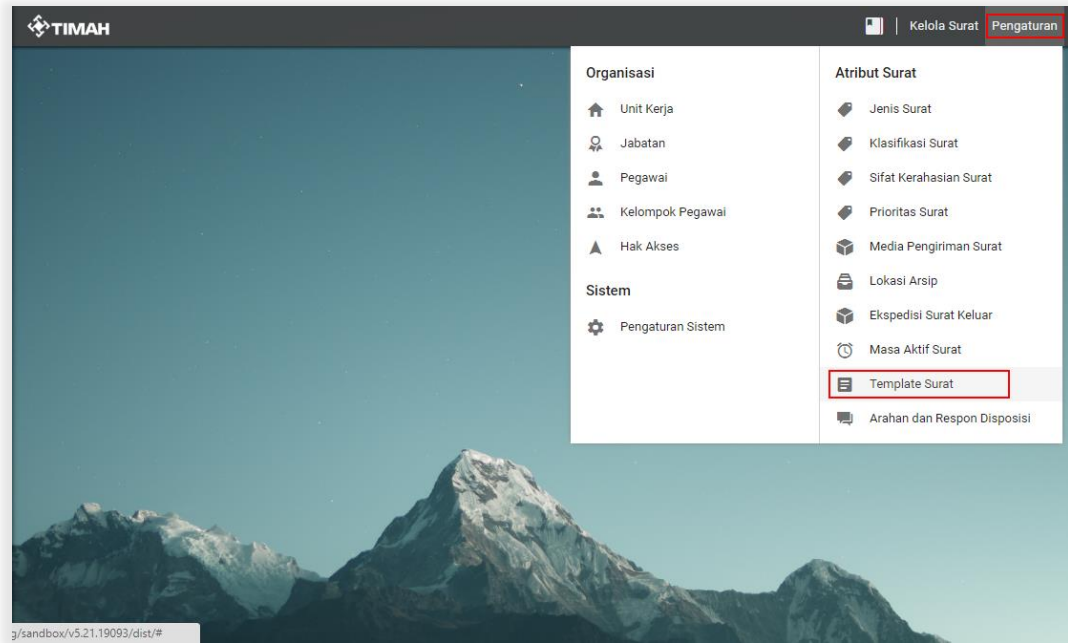 TIMAH
Kelola Surat Pengaturan
Organisasi
Unit Kerja
Jabatan
Pegawai
Kelompok Pegawai
Hak Akses
Sistem
Pengaturan Sistem
Atribut Surat
Jenis Surat
Klasifikasi Surat
Sifat Kerahasian Surat
Prioritas Surat
Media Pengiriman Surat
Lokasi Arsip
Ekspedisi Surat Keluar
Masa Aktif Surat
Template Surat
Arahan dan Respon Disposisi
g/sandbox/v5.21.19093/dist/#